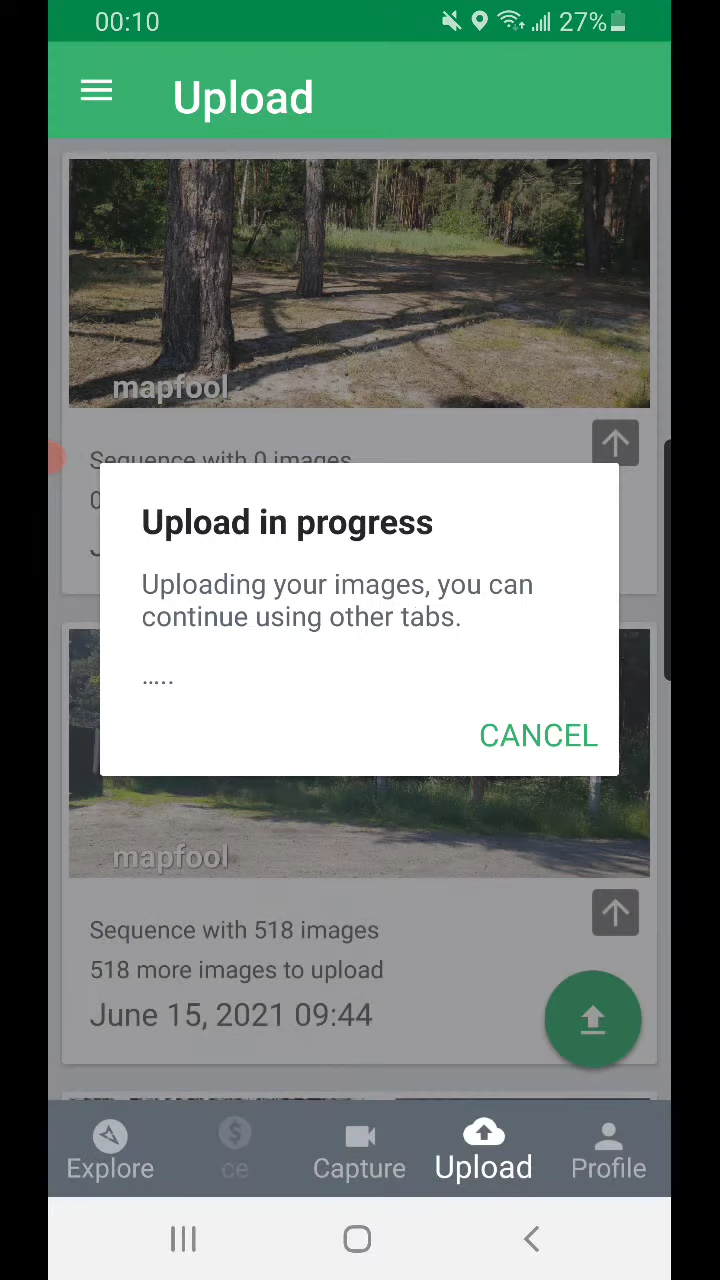 00:10
27%
Upload
mapfool
Sequence with 0 images
0
J
Upload in progress
Uploading your images, you can
continue using other tabs.
.....
CANCEL
mapfool
Sequence with 518 images
518 more images to upload
June 15, 2021 09:44
Explore
ce
Capture
Upload
Profile